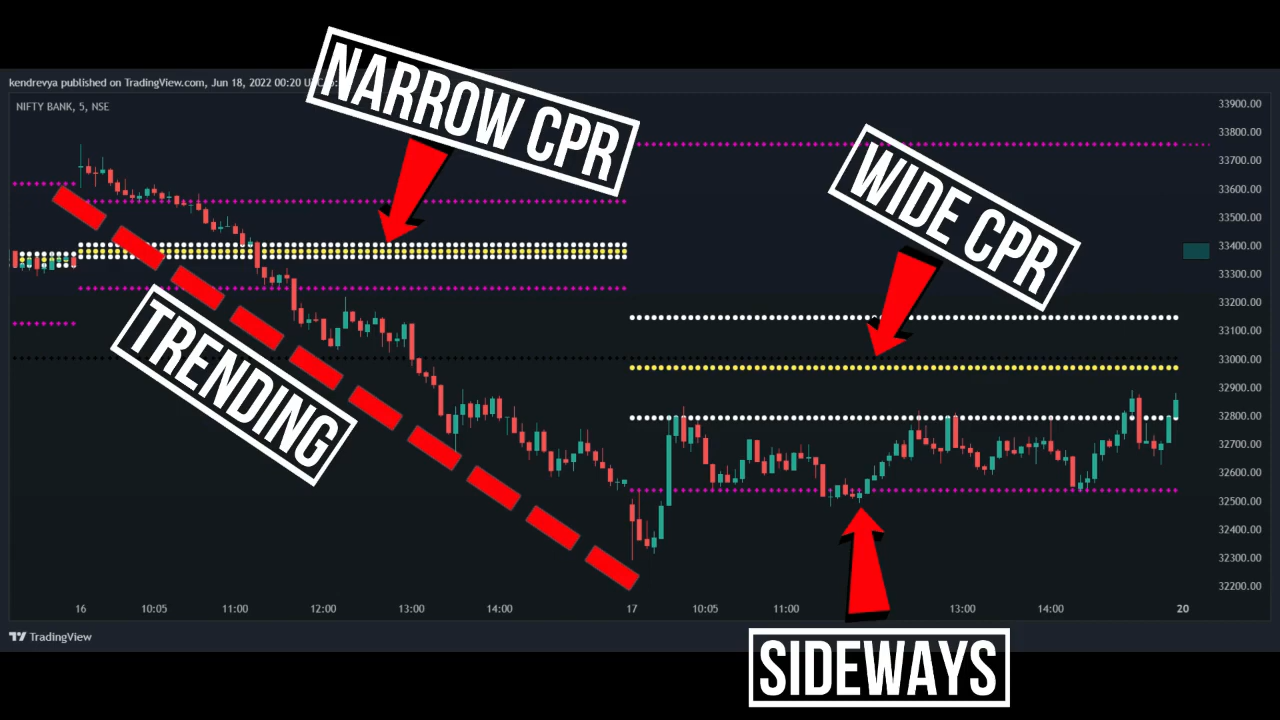 NARROW CPR
kendrevya published on TradingView.com, Jun 18, 2022 00:20 U
NIFTY BANK, 5, NSE
WIDE CPR
TRENDING
SIDEWAYS
33900.00
33800.00
33700.00
33600.00
33500.00
33400.00
33300.00
33200.00
33100.00
33000.00
32900.00
32800.00
32700.00
32600.00
32500.00
32400.00
32300.00
32200.00
16 10:05 11:00 12:00 13:00 14:00 17 10:05 11:00 13:00 14:00 20
TradingView